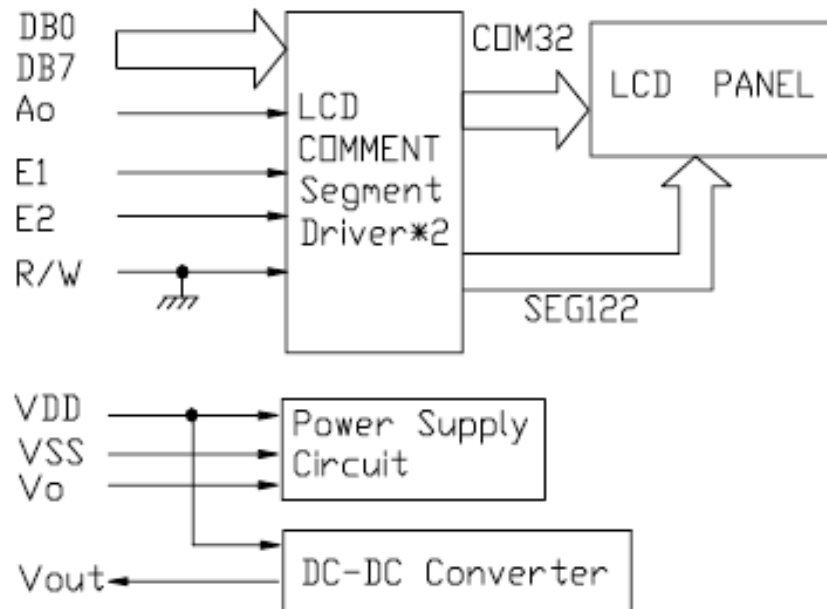 DB0
DB7
Ao
E1
E2
R/W
LCD
COMMENT
Segment
Driver*2
COM32
LCD PANEL
SEG122
VDD
VSS
Vo
Power Supply
Circuit
Vout
DC-DC Converter